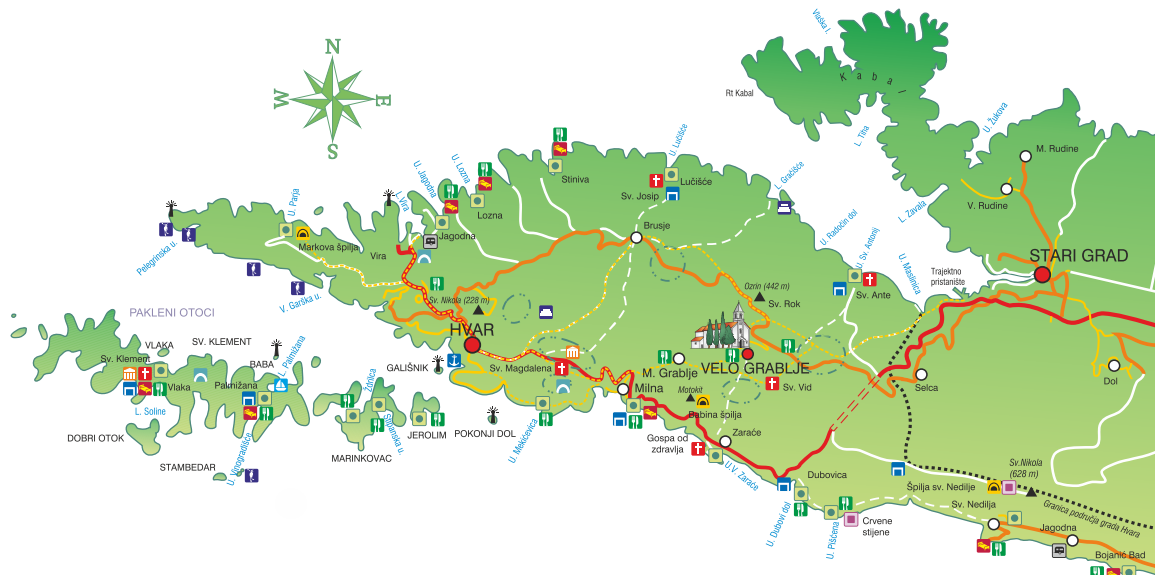 Vlaška I.
Kabal
Rt Kabal
L. Tiha
U. Žukova
M. Rudine
V. Rudine
L. Zavala
STARI GRAD
Trajektno
pristanište
U. Maslinica
Dol
Selca
N
E
S
W
Stiniva
U. Lučišće
Lučišće
Sv. Josip
L. Gračišće
U. Radočin dol
U. Sv. Antonij
Sv. Ante
U. Lozna
U. Jagodna
Lozna
Jagodna
I. Vira
Vira
U. Parja
Markova špilja
Pelegrinska u.
V. Garška u.
Brusje
Ozrin (442 m)
Sv. Rok
Sv. Nikola (228 m)
HVAR
GALIŠNIK
Sv. Magdalena
POKONJI DOL
U. Mekićevica
Milna
M. Grablje
VELO GRABLJE
Motokit
Babina špilja
Sv. Vid
Zaraće
Gospa od
zdravlja
U.V. Zaraće
Dubovica
U. Dubovi dol
U. Pišćena
Crvene
stijene
Špilja sv. Nedilje
Sv. Nedilja
Sv.Nikola
(628 m)
Granica područja grada Hvara
Jagodna
Bojanić Bad
PAKLENI OTOCI
VLAKA
SV. KLEMENT
Sv. Klement
BABA
L. Palmižana
Vlaka
Palmižana
L. Soline
DOBRI OTOK
U. Vinogradišće
STAMBEDAR
Ždrilca
Stipanska u.
MARINKOVAC
JEROLIM